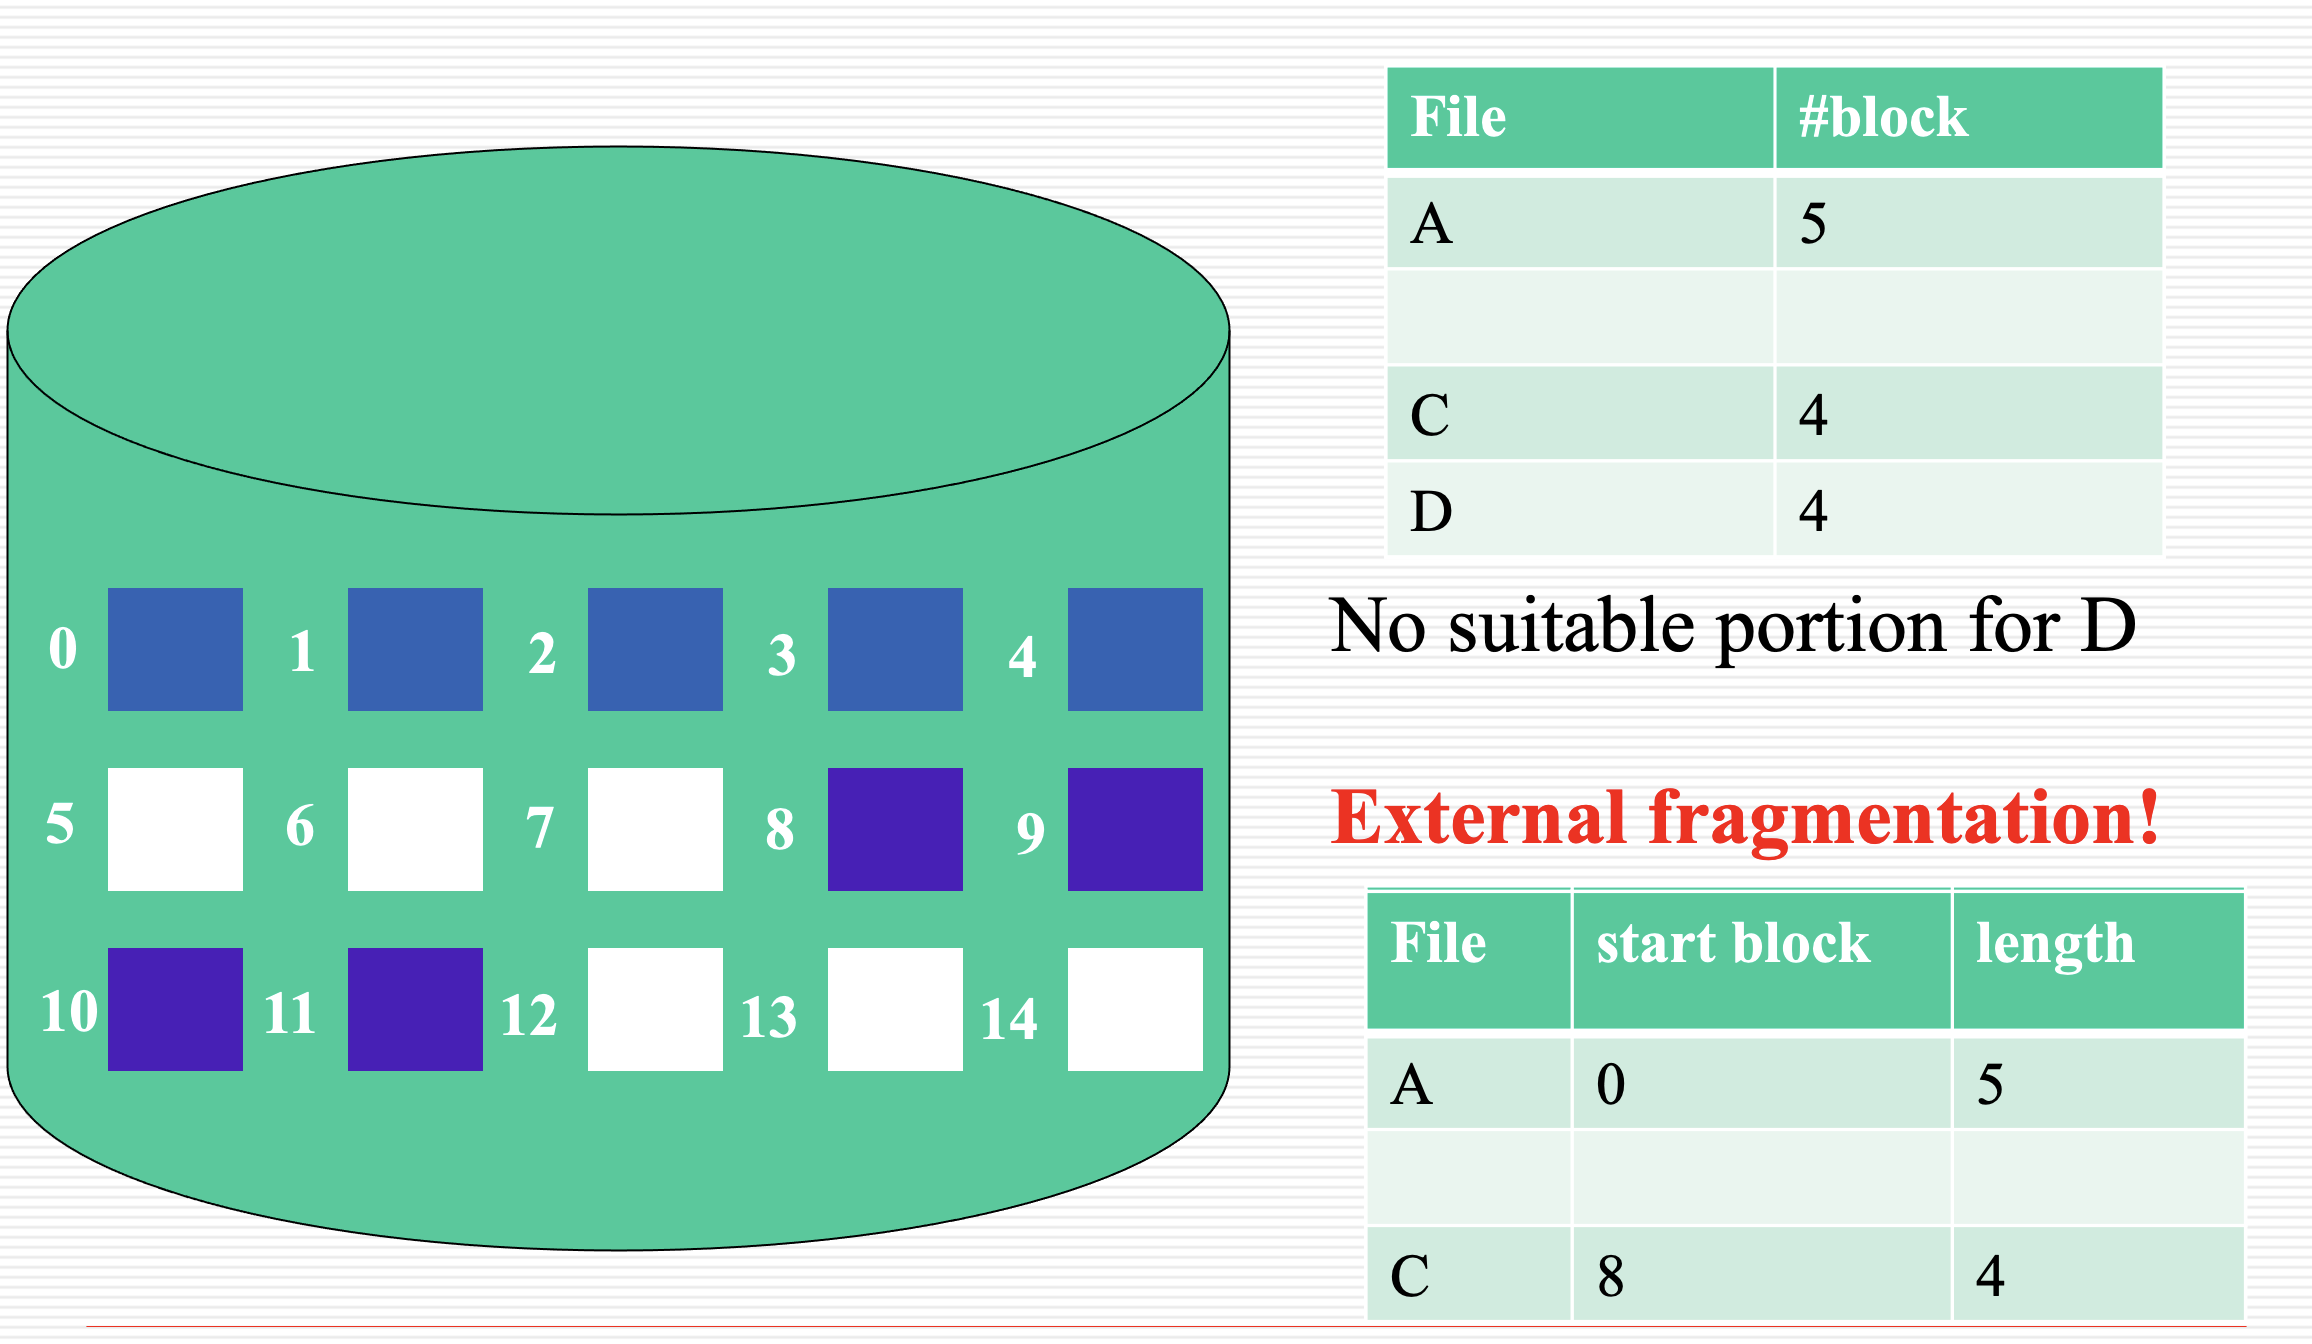 File #block
A 5
C 4
D 4
No suitable portion for D
External fragmentation!
0 1 2 3 4
5 6 7 8 9
10 11 12 13 14
File start block length
A 0 5
C 8 4